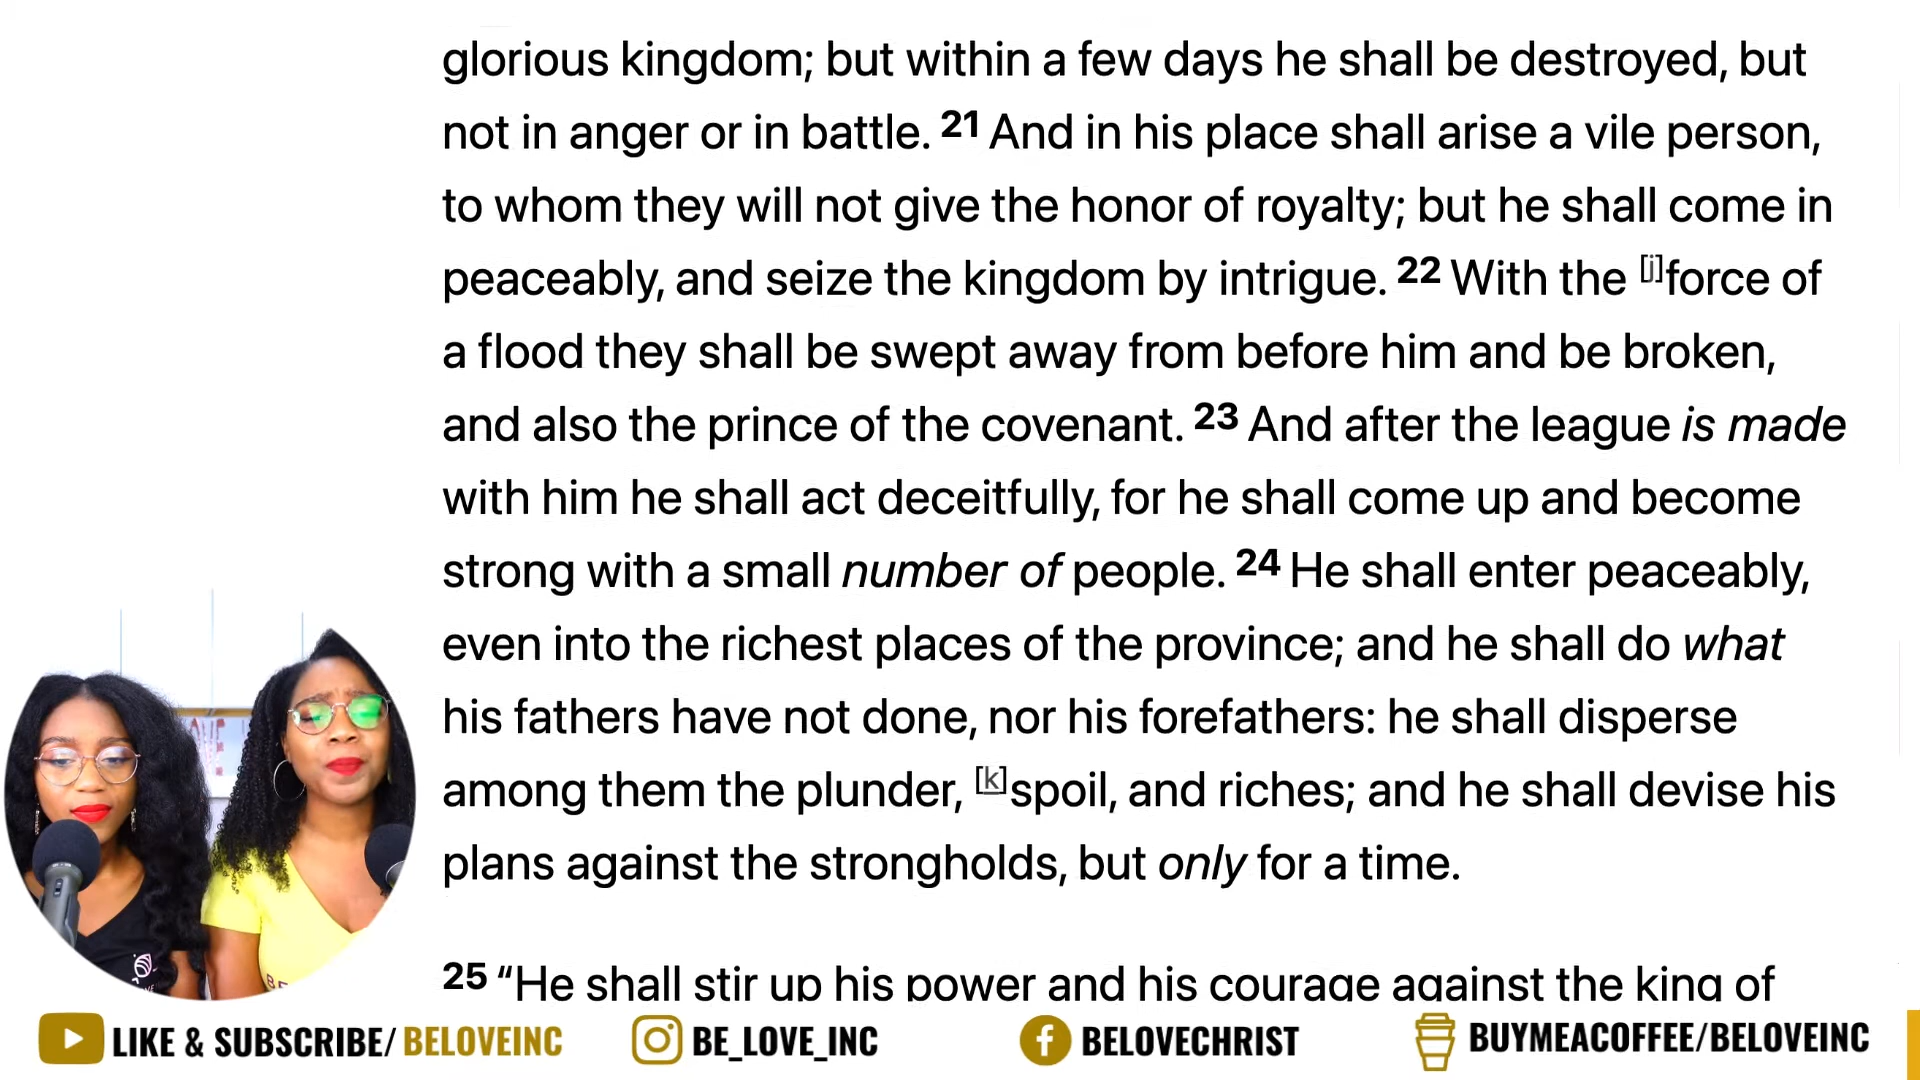 glorious kingdom; but within a few days he shall be destroyed, but
not in anger or in battle. 21 And in his place shall arise a vile person,
to whom they will not give the honor of royalty; but he shall come in
peaceably, and seize the kingdom by intrigue. 22 With the [j]force of
a flood they shall be swept away from before him and be broken,
and also the prince of the covenant. 23 And after the league is made
with him he shall act deceitfully, for he shall come up and become
strong with a small number of people. 24 He shall enter peaceably,
even into the richest places of the province; and he shall do what
his fathers have not done, nor his forefathers: he shall disperse
among them the plunder, [k]spoil, and riches; and he shall devise his
plans against the strongholds, but only for a time.
25 “He shall stir up his power and his courage against the king of
LIKE & SUBSCRIBE/ BELOVEINC
BE_LOVE_INC
BELOVECHRIST
BUYMEACOFFEE/BELOVEINC